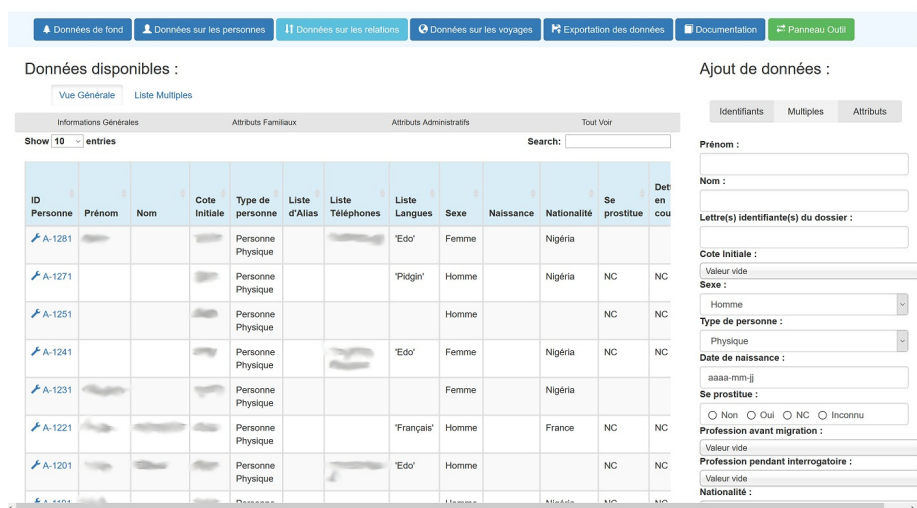 Données de fond Données sur les personnes Données sur les relations Données sur les voyages Exportation des données Documentation Panneau Outil
Données disponibles :
Vue Générale Liste Multiples
Informations Générales Attributs Familiaux Attributs Administratifs Tout Voir
Show 10 entries Search:
ID Personne Prénom Nom Cote Initiale Type de personne Liste d'Alias Liste Téléphones Liste Langues Sexe Naissance Nationalité Se prostitue Dett en cou
A-1281 Personne Physique 'Edo' Femme Nigéria
A-1271 Personne Physique 'Pidgin' Homme Nigéria NC NC
A-1251 Personne Physique Homme NC NC
A-1241 Personne Physique 'Edo' Femme Nigéria NC NC
A-1231 Personne Physique Femme Nigéria
A-1221 Personne Physique 'Français' Homme France NC NC
A-1201 Personne Physique 'Edo' Homme NC NC
Ajout de données :
Identifiants Multiples Attributs
Prénom :
Nom :
Lettre(s) identifiante(s) du dossier :
Cote Initiale :
Valeur vide
Sexe :
Homme
Type de personne :
Physique
Date de naissance :
aaaa-mm-jj
Se prostitue :
Non Oui NC Inconnu
Profession avant migration :
Valeur vide
Profession pendant interrogatoire :
Valeur vide
Nationalité :